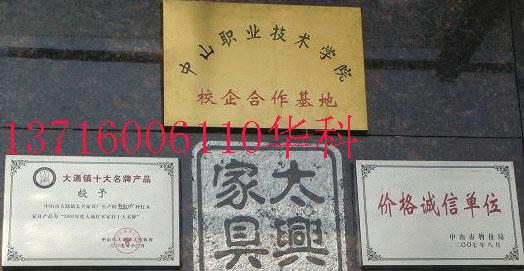 中山职业技术学院
校企合作基地
13716006110华科
大涌镇十大名牌产品
授予
太興
家具
价格诚信单位
中山市物价局
二〇〇七年八月